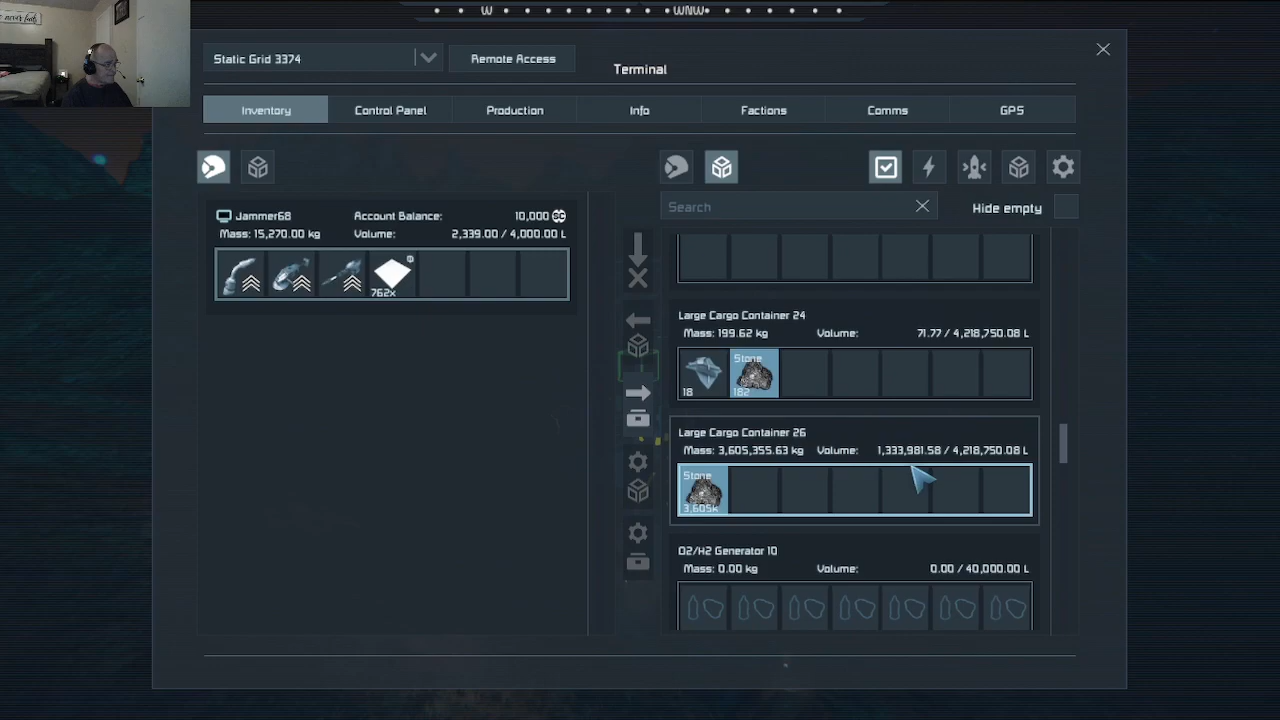 W WNW
Static Grid 3374
Remote Access
Terminal
Inventory
Control Panel
Production
Info
Factions
Comms
GPS
Search
Hide empty
Jammer68 Account Balance: 10,000 SC
Mass: 15,270.00 kg Volume: 2,339.00 / 4,000.00 L
762x
Large Cargo Container 24
Mass: 199.62 kg Volume: 71.77 / 4,218,750.08 L
Stone
18 182
Large Cargo Container 26
Mass: 3,605,355.63 kg Volume: 1,333,981.58 / 4,218,750.08 L
Stone
3,605k
O2/H2 Generator 10
Mass: 0.00 kg Volume: 0.00 / 40,000.00 L